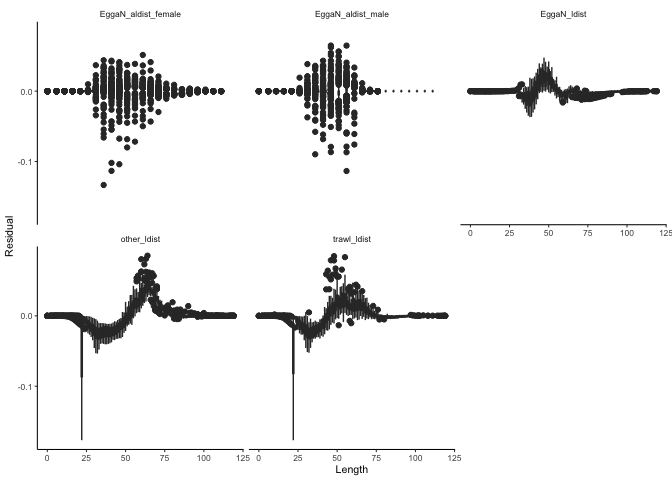 EggaN_aldist_female
EggaN_aldist_male
EggaN_ldist
0.0
-0.1
0 25 50 75 100 125
other_ldist
trawl_ldist
0.0
-0.1
0 25 50 75 100 125
0 25 50 75 100 125
Residual
Length